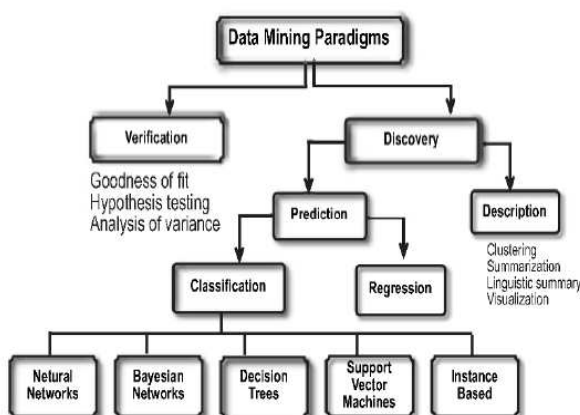 Data Mining Paradigms
Verification
Discovery
Goodness of fit
Hypothesis testing
Analysis of variance
Prediction
Description
Clustering
Summarization
Linguistic summary
Visualization
Classification
Regression
Netural
Networks
Bayesian
Networks
Decision
Trees
Support
Vector
Machines
Instance
Based